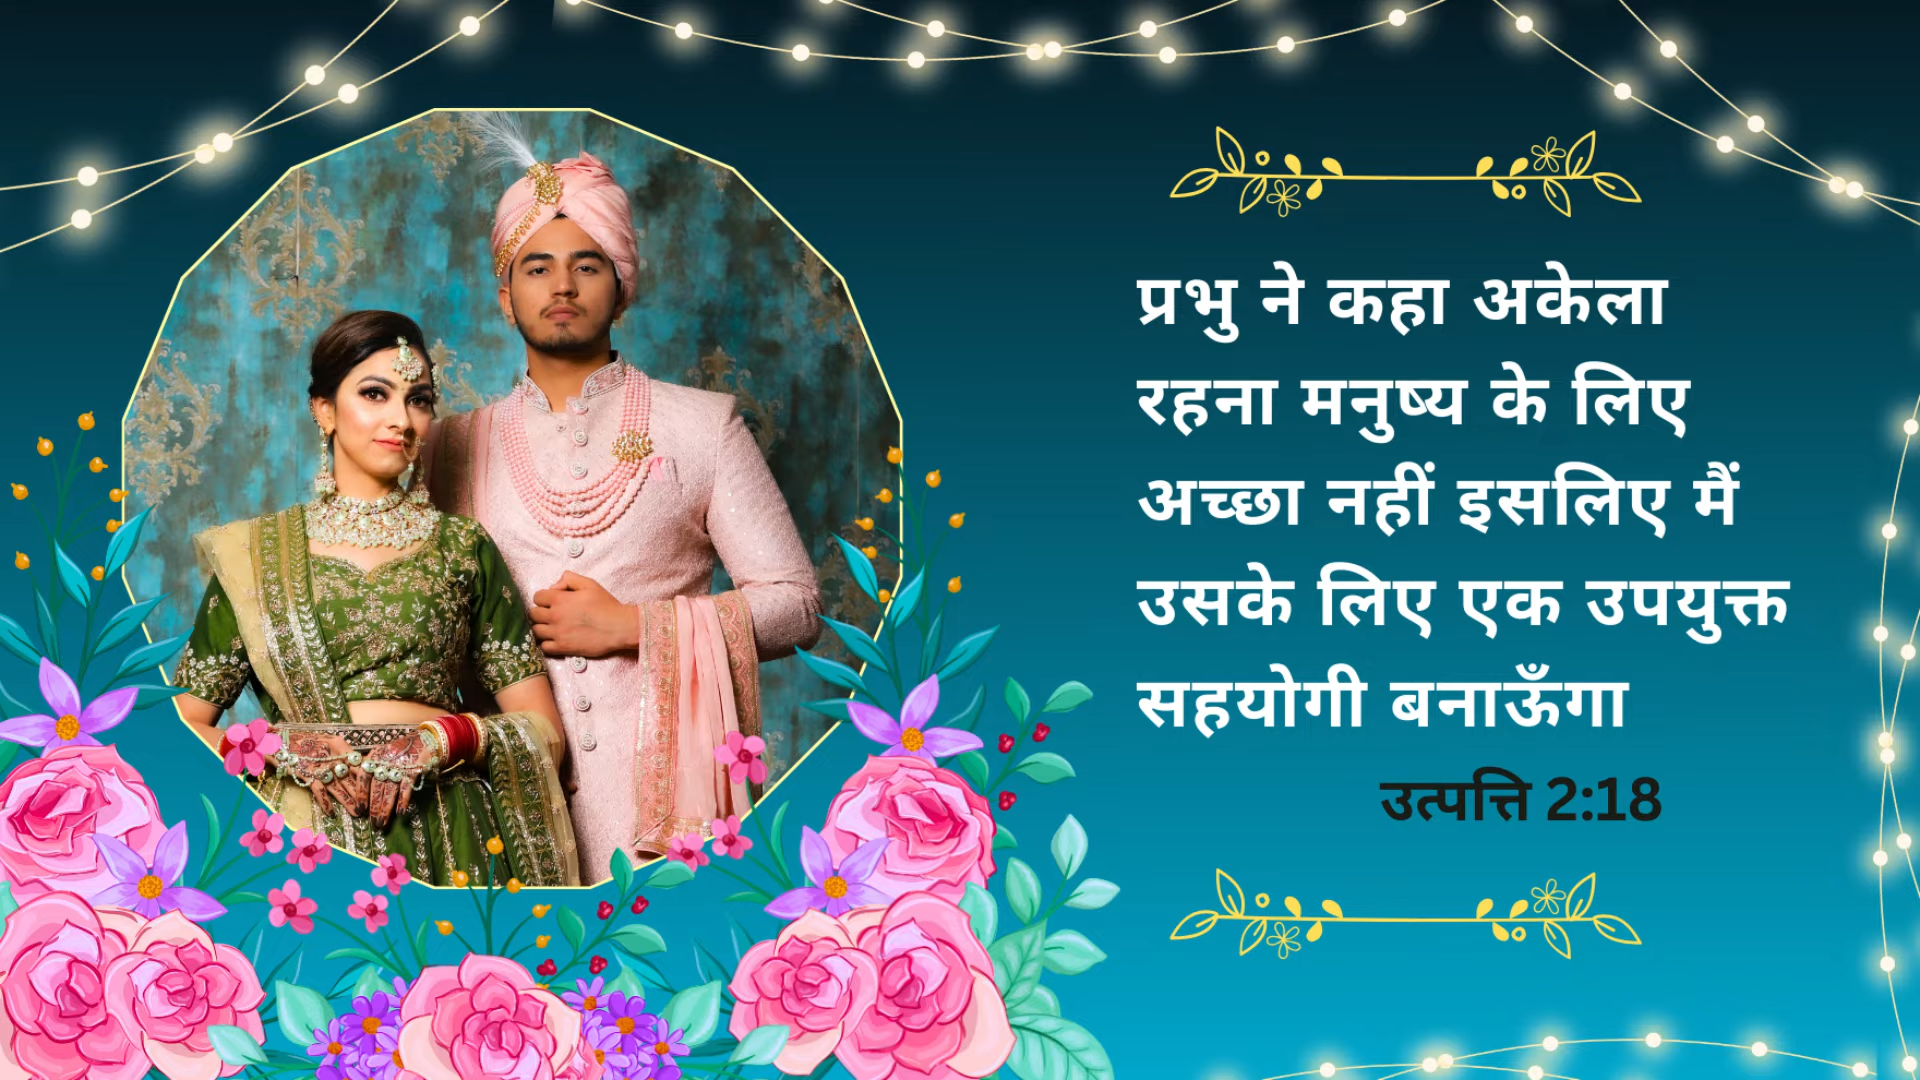 प्रभु ने कहा अकेला
रहना मनुष्य के लिए
अच्छा नहीं इसलिए मैं
उसके लिए एक उपयुक्त
सहयोगी बनाऊँगा
उत्पत्ति 2:18